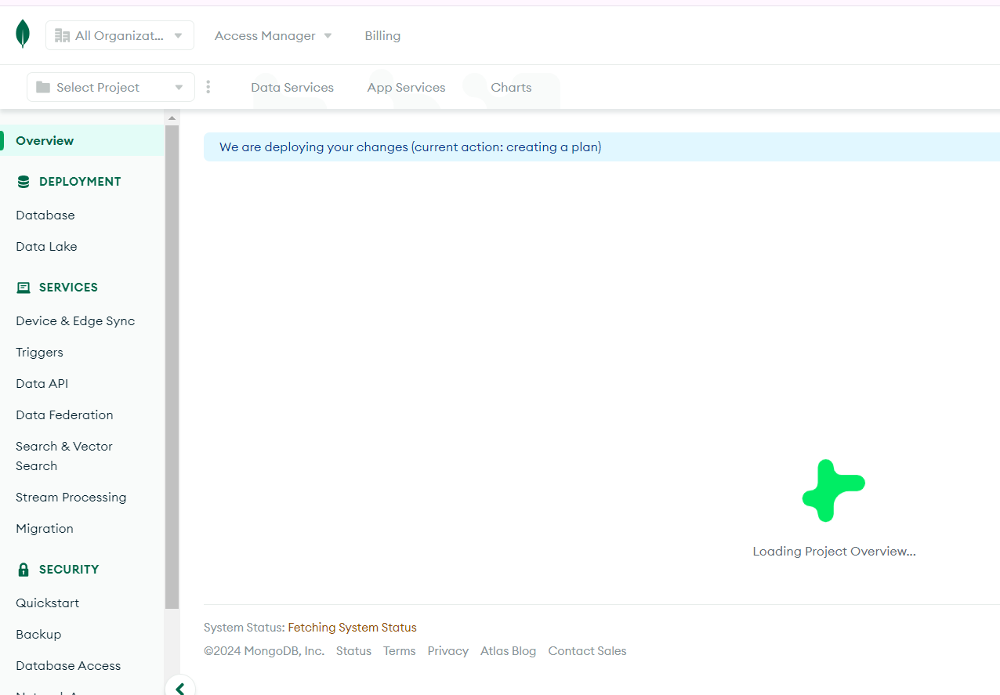 All Organizat...
Access Manager
Billing
Select Project
Data Services
App Services
Charts
Overview
We are deploying your changes (current action: creating a plan)
DEPLOYMENT
Database
Data Lake
SERVICES
Device & Edge Sync
Triggers
Data API
Data Federation
Search & Vector
Search
Stream Processing
Migration
SECURITY
Quickstart
Backup
Database Access
Loading Project Overview...
System Status: Fetching System Status
©2024 MongoDB, Inc. Status Terms Privacy Atlas Blog Contact Sales